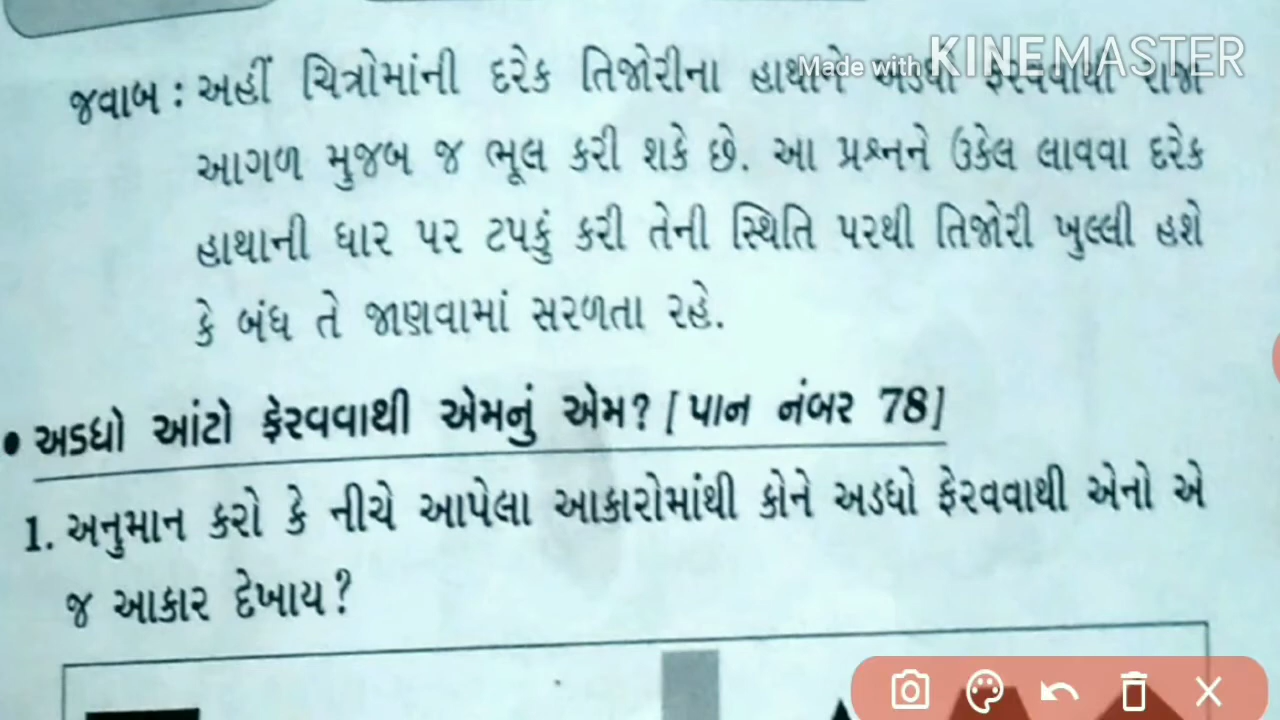 Made with KINEMASTER
જવાબ : અહીં ચિત્રોમાંની દરેક તિજોરીના હાથાને અડધો ફેરવવાથી રાજા
આગળ મુજબ જ ભૂલ કરી શકે છે. આ પ્રશ્નને ઉકેલ લાવવા દરેક
હાથાની ધાર પર ટપકું કરી તેની સ્થિતિ પરથી તિજોરી ખુલ્લી હશે
કે બંધ તે જાણવામાં સરળતા રહે.
• અડધો આંટો ફેરવવાથી એમનું એમ? [પાન નંબર 78]
1. અનુમાન કરો કે નીચે આપેલા આકારોમાંથી કોને અડધો ફેરવવાથી એનો એ
જ આકાર દેખાય?